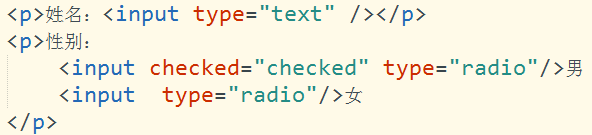 <p>姓名：<input type="text" /></p>
<p>性别：
    <input checked="checked" type="radio"/>男
    <input  type="radio"/>女
</p>